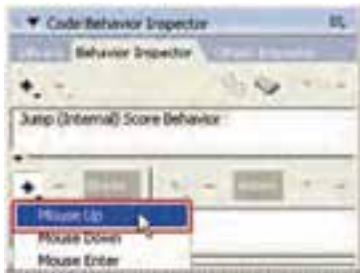 Code: Behavior Inspector
Behavior Inspector
Jump (Internal) Score Behavior
Mouse Up
Mouse Down
Mouse Enter